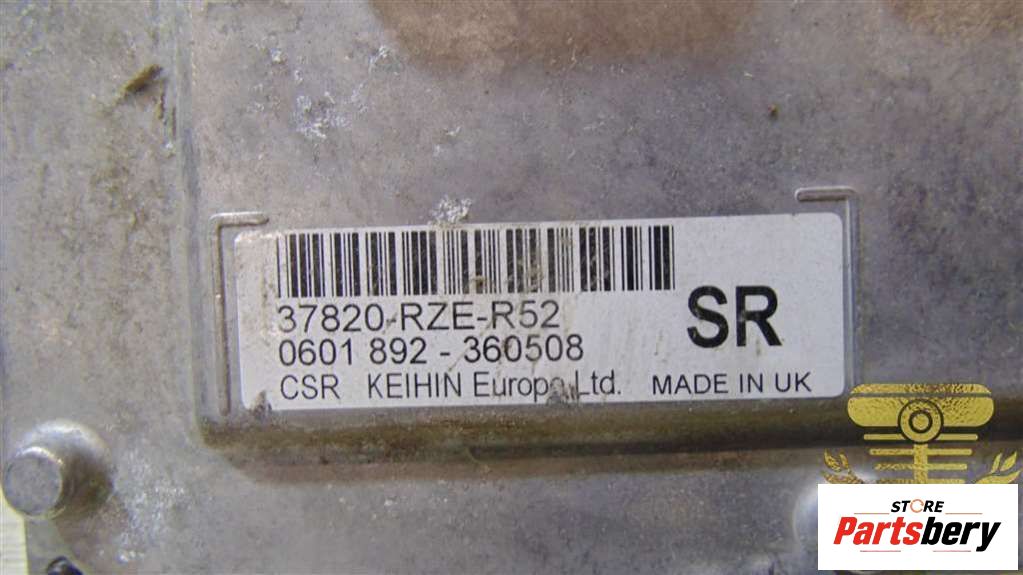 37820-RZE-R52
SR
0601 892 - 360508
CSR KEIHIN Europe Ltd. MADE IN UK
STORE
Partsbery